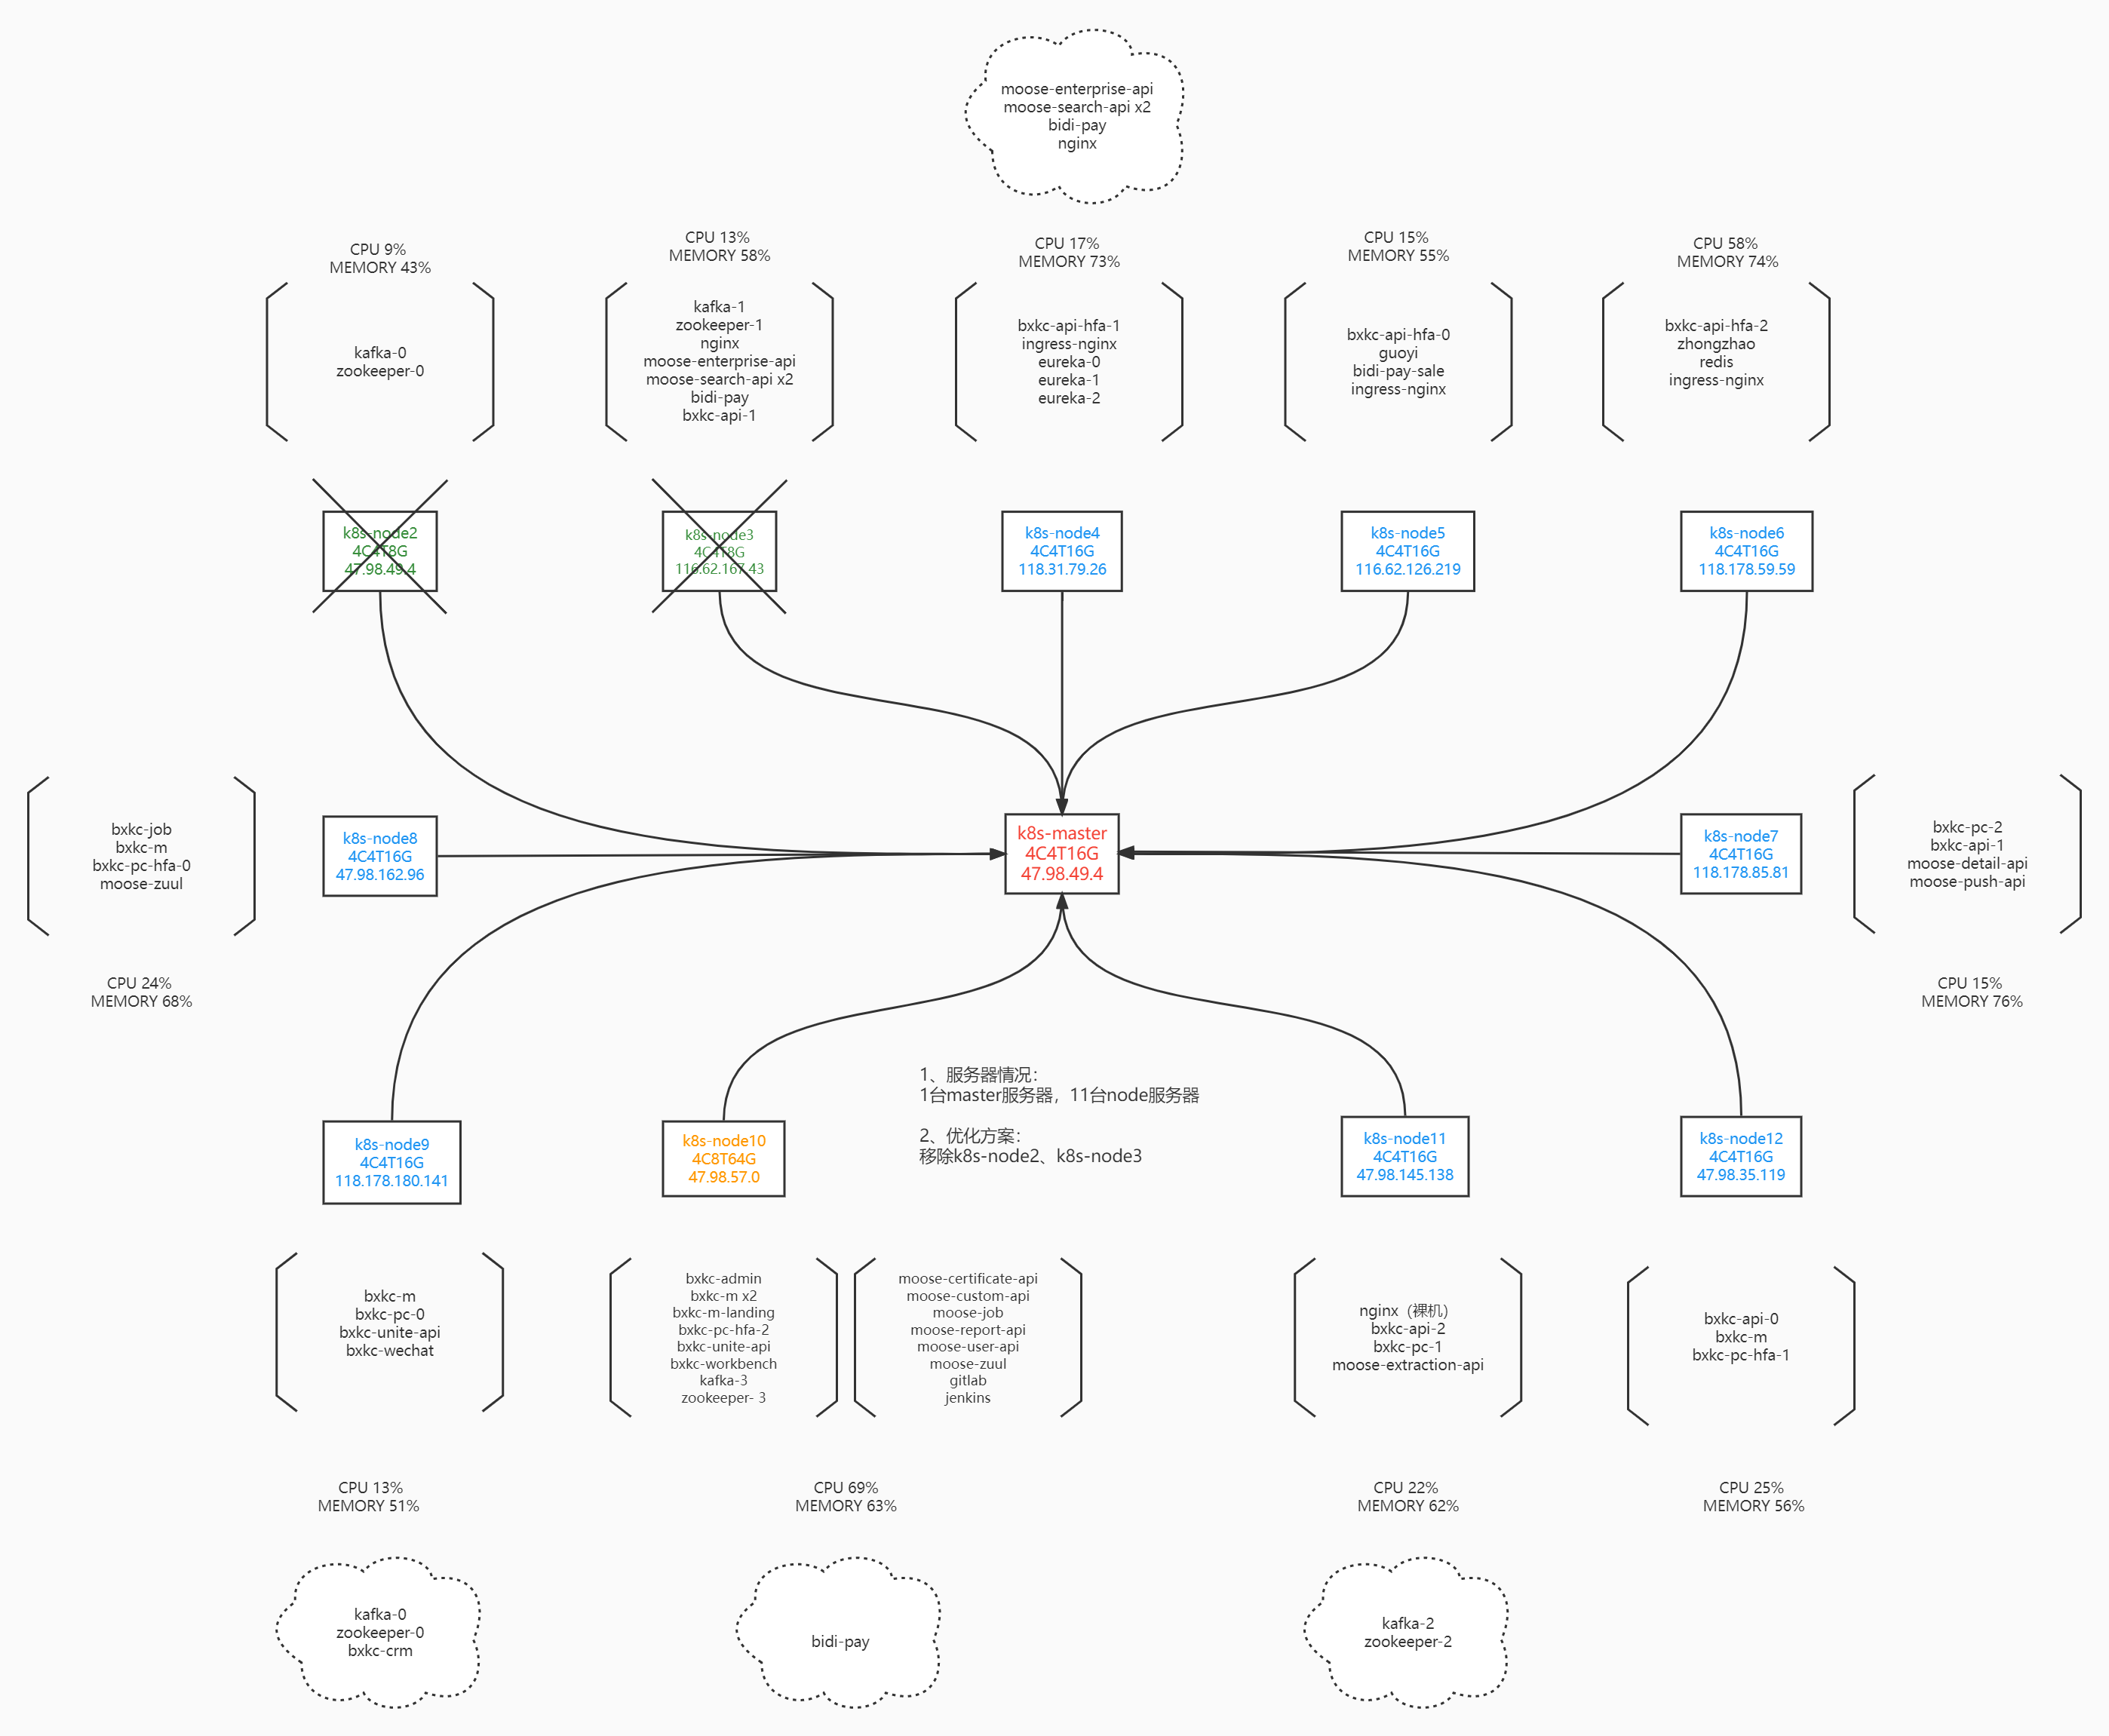 moose-enterprise-api
moose-search-api x2
bidi-pay
nginx
CPU 9%
MEMORY 43%
CPU 13%
MEMORY 58%
CPU 17%
MEMORY 73%
CPU 15%
MEMORY 55%
CPU 58%
MEMORY 74%
kafka-0
zookeeper-0
kafka-1
zookeeper-1
nginx
moose-enterprise-api
moose-search-api x2
bidi-pay
bxkc-api-1
bxkc-api-hfa-1
ingress-nginx
eureka-0
eureka-1
eureka-2
bxkc-api-hfa-0
guoyi
bidi-pay-sale
ingress-nginx
bxkc-api-hfa-2
zhongzhao
redis
ingress-nginx
k8s-node2
4C4T8G
47.98.49.4
k8s-node3
4C4T8G
116.62.167.43
k8s-node4
4C4T16G
118.31.79.26
k8s-node5
4C4T16G
116.62.126.219
k8s-node6
4C4T16G
118.178.59.59
bxkc-job
bxkc-m
bxkc-pc-hfa-0
moose-zuul
CPU 24%
MEMORY 68%
k8s-node8
4C4T16G
47.98.162.96
k8s-master
4C4T16G
47.98.49.4
k8s-node7
4C4T16G
118.178.85.81
bxkc-pc-2
bxkc-api-1
moose-detail-api
moose-push-api
CPU 15%
MEMORY 76%
1、服务器情况：
1台master服务器，11台node服务器
2、优化方案：
移除k8s-node2、k8s-node3
k8s-node9
4C4T16G
118.178.180.141
k8s-node10
4C8T64G
47.98.57.0
k8s-node11
4C4T16G
47.98.145.138
k8s-node12
4C4T16G
47.98.35.119
bxkc-m
bxkc-pc-0
bxkc-unite-api
bxkc-wechat
bxkc-admin
bxkc-m x2
bxkc-m-landing
bxkc-pc-hfa-2
bxkc-unite-api
bxkc-workbench
kafka-3
zookeeper- 3
moose-certificate-api
moose-custom-api
moose-job
moose-report-api
moose-user-api
moose-zuul
gitlab
jenkins
nginx（裸机）
bxkc-api-2
bxkc-pc-1
moose-extraction-api
bxkc-api-0
bxkc-m
bxkc-pc-hfa-1
CPU 13%
MEMORY 51%
CPU 69%
MEMORY 63%
CPU 22%
MEMORY 62%
CPU 25%
MEMORY 56%
kafka-0
zookeeper-0
bxkc-crm
bidi-pay
kafka-2
zookeeper-2